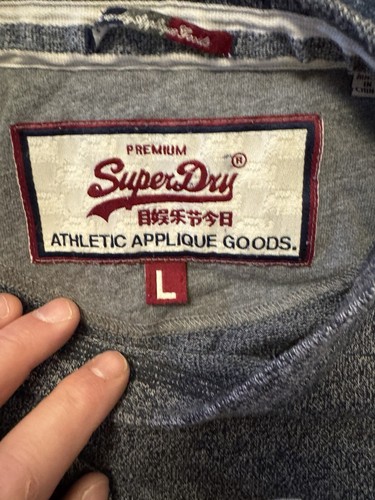 PREMIUM
SuperDry®
目娱乐节今日
ATHLETIC APPLIQUE GOODS.
L